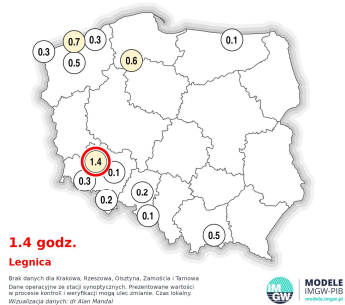 0.7
0.3
0.3
0.5
0.6
0.1
1.4
0.1
0.3
0.2
0.2
0.1
0.5
1.4 godz.
Legnica
Brak danych dla Krakowa, Rzeszowa, Olsztyna, Zamościa i Tarnowa
Dane operacyjne ze stacji synoptycznych. Prezentowane wartości
w procesie kontroli i weryfikacji mogą ulec zmianie. Czas lokalny.
Wizualizacja danych: dr Alan Mandal
IM
GW
MODELE
IMGW-PIB
modele.imgw.pl